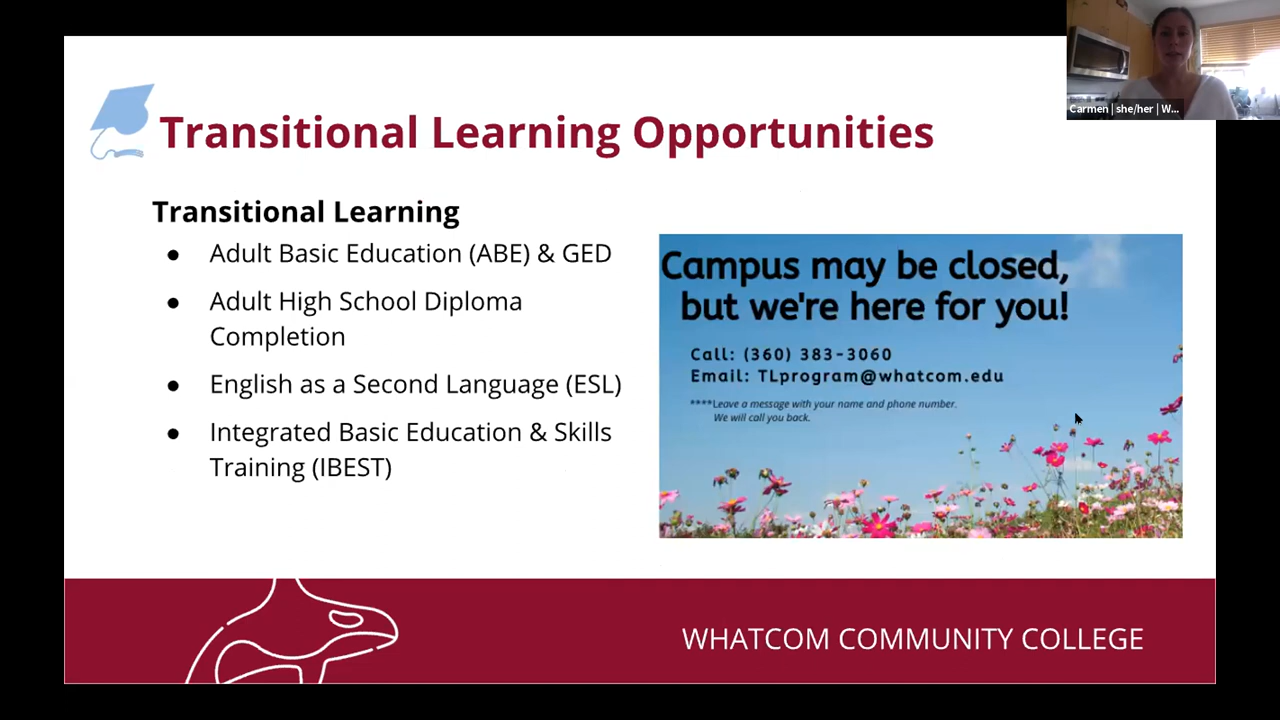 Carmen | she/her | W...
Transitional Learning Opportunities
Transitional Learning
● Adult Basic Education (ABE) & GED
● Adult High School Diploma
Completion
● English as a Second Language (ESL)
● Integrated Basic Education & Skills
Training (IBEST)
Campus may be closed,
but we're here for you!
Call: (360) 383-3060
Email: TLprogram@whatcom.edu
****Leave a message with your name and phone number.
We will call you back.
WHATCOM COMMUNITY COLLEGE